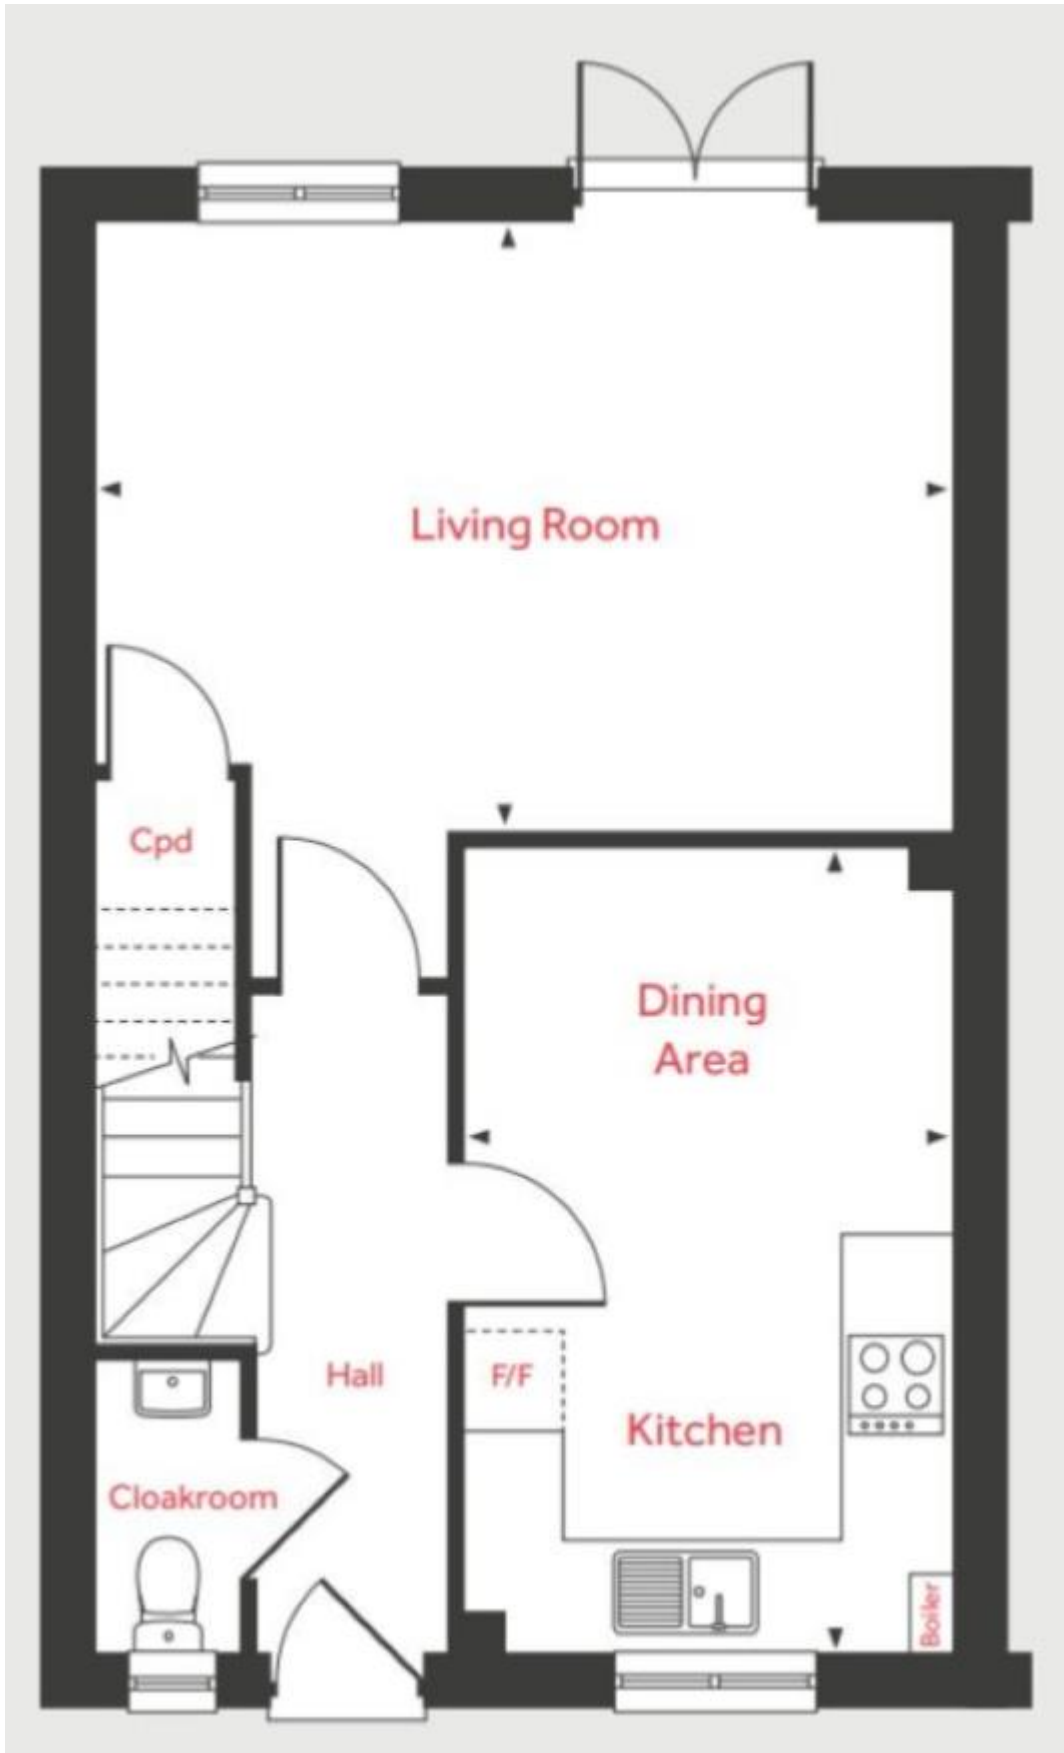 Living Room
Cpd
Dining
Area
Hall
F/F
Kitchen
Cloakroom
Boiler